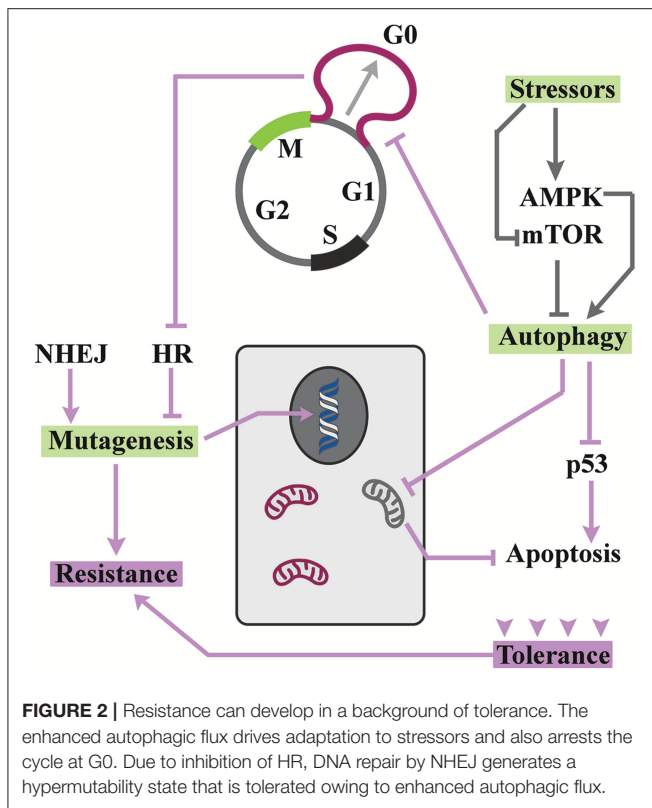 G0
Stressors
M
G1
AMPK
G2
mTOR
S
NHEJ HR
Autophagy
Mutagenesis
p53
Apoptosis
Resistance
Tolerance
FIGURE 2 | Resistance can develop in a background of tolerance. The
enhanced autophagic flux drives adaptation to stressors and also arrests the
cycle at G0. Due to inhibition of HR, DNA repair by NHEJ generates a
hypermutability state that is tolerated owing to enhanced autophagic flux.